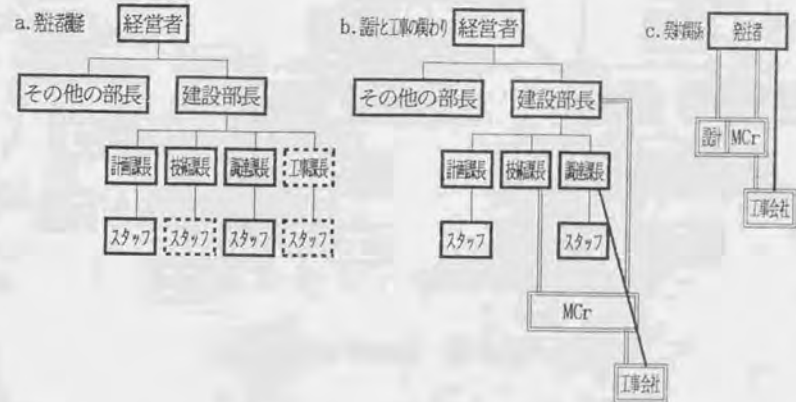 a. 発注者組織
経営者
その他の部長
建設部長
計画課長
技術課長
調達課長
工事課長
スタッフ
スタッフ
スタッフ
スタッフ
b. 設計と工事の関わり
経営者
その他の部長
建設部長
計画課長
技術課長
調達課長
スタッフ
スタッフ
MCr
工事会社
c. 契約関係
発注者
設計
MCr
工事会社